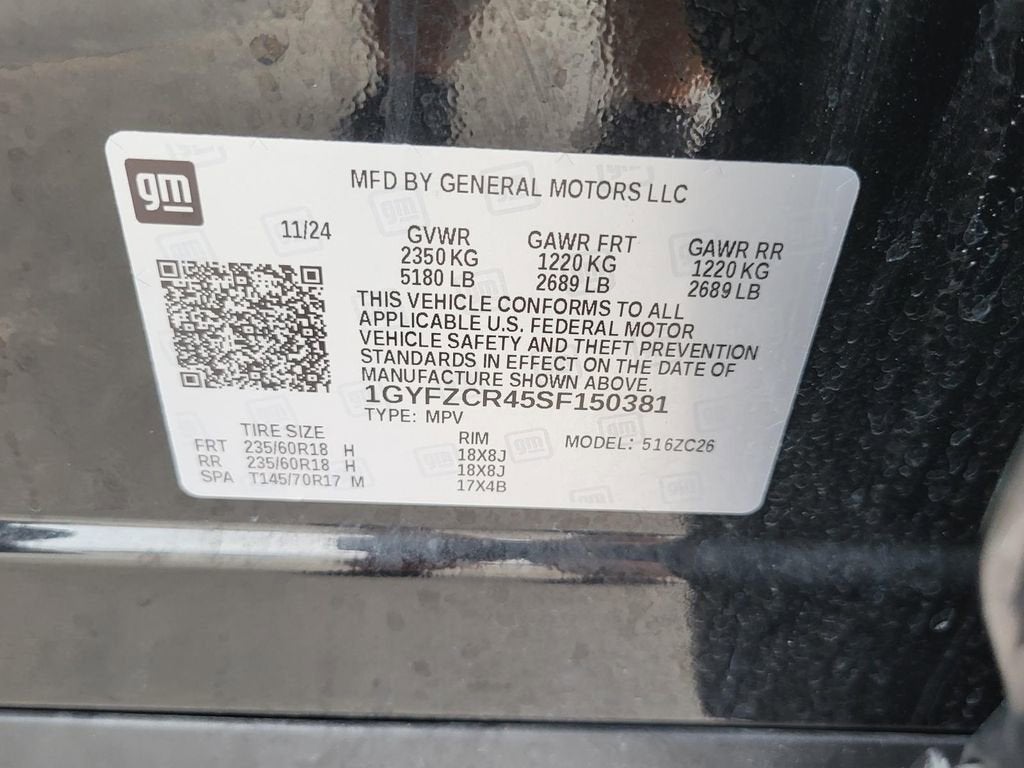 gm
MFD BY GENERAL MOTORS LLC
11/24
GVWR
2350 KG
5180 LB
GAWR FRT
1220 KG
2689 LB
GAWR RR
1220 KG
2689 LB
THIS VEHICLE CONFORMS TO ALL
APPLICABLE U.S. FEDERAL MOTOR
VEHICLE SAFETY AND THEFT PREVENTION
STANDARDS IN EFFECT ON THE DATE OF
MANUFACTURE SHOWN ABOVE.
1GYFZCR45SF150381
TYPE: MPV
TIRE SIZE
FRT 235/60R18 H
RR 235/60R18 H
SPA T145/70R17 M
RIM
18X8J
18X8J
17X4B
MODEL: 516ZC26